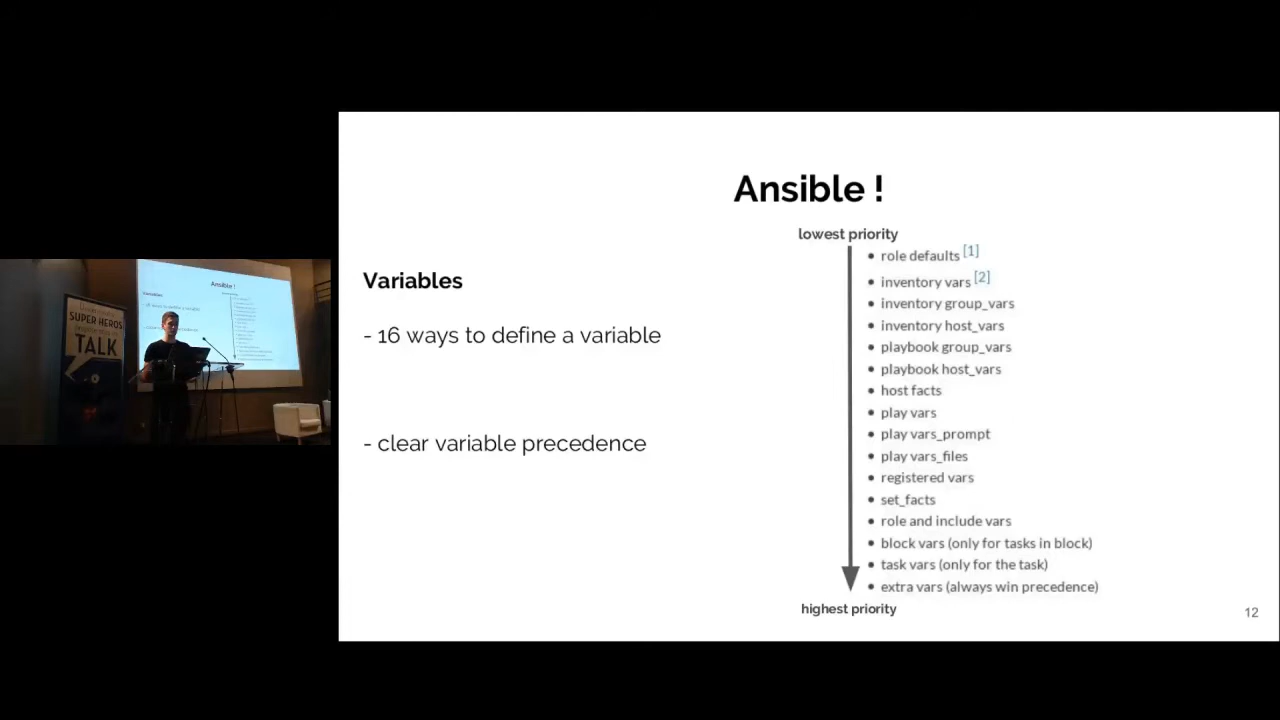 SUPER HEROS
TALK
Ansible !
lowest priority
Variables
- 16 ways to define a variable
- clear variable precedence
• role defaults [1]
• inventory vars [2]
• inventory group_vars
• inventory host_vars
• playbook group_vars
• playbook host_vars
• host facts
• play vars
• play vars_prompt
• play vars_files
• registered vars
• set_facts
• role and include vars
• block vars (only for tasks in block)
• task vars (only for the task)
• extra vars (always win precedence)
highest priority
12